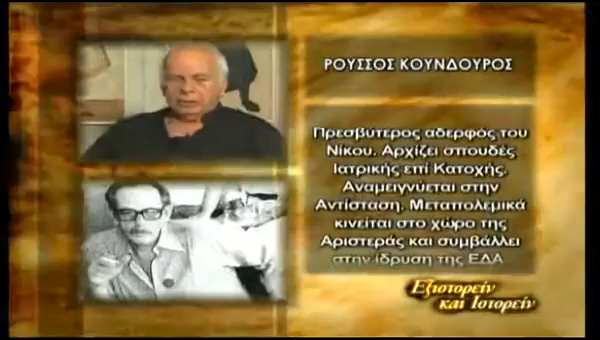 ΡΟΥΣΣΟΣ ΚΟΥΝΔΟΥΡΟΣ
Πρεσβύτερος αδερφός του
Νίκου. Αρχίζει σπουδές
Ιατρικής επί Κατοχής.
Αναμειγνύεται στην
Αντίσταση. Μεταπολεμικά
κινείται στο χώρο της
Αριστεράς και συμβάλλει
στην ίδρυση της ΕΔΑ
Εξιστορείν
και Ιστορείν